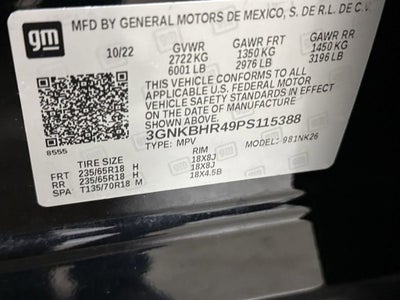 MFD BY GENERAL MOTORS DE MEXICO, S. DE R.L. DE C.V.
gm
10/22
GVWR
2722 KG
6001 LB
GAWR FRT
1350 KG
2976 LB
GAWR RR
1450 KG
3196 LB
THIS VEHICLE CONFORMS TO ALL
APPLICABLE U.S. FEDERAL MOTOR
VEHICLE SAFETY STANDARDS IN EFFECT
ON THE DATE OF MANUFACTURE
SHOWN ABOVE.
3GNKBHR49PS115388
TYPE: MPV
MODEL: 981NK26
8555
TIRE SIZE RIM
FRT 235/65R18 H 18X8J
RR 235/65R18 H 18X8J
SPA T135/70R18 M 18X4.5B